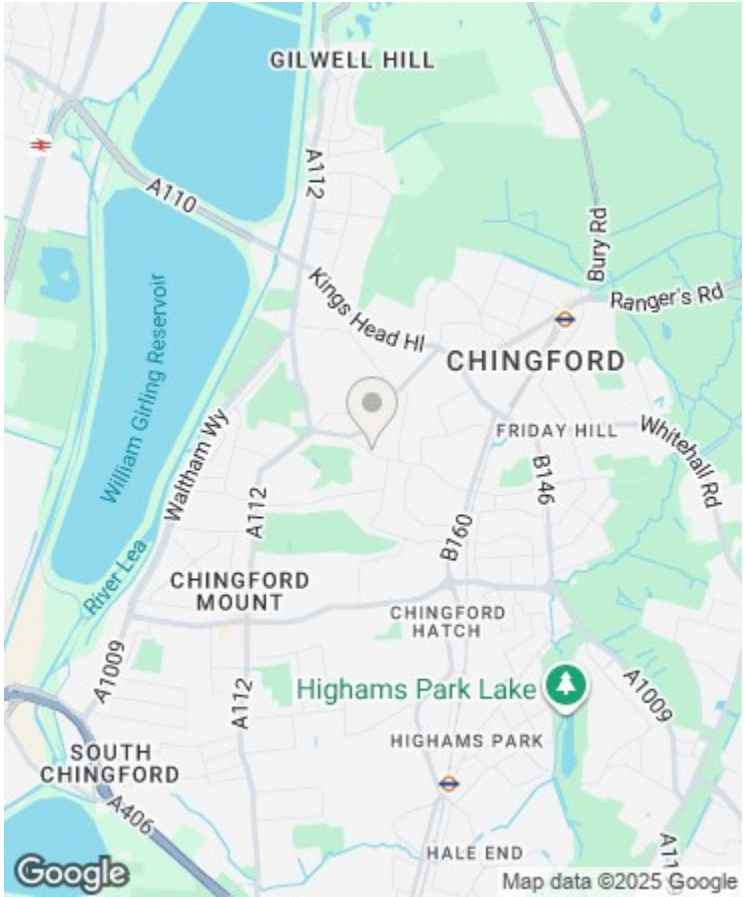 GILWELL HILL
A112
A110
Bury Rd
Ranger's Rd
Kings Head Hl
CHINGFORD
William Girling Reservoir
Waltham Wy
FRIDAY HILL
Whitehall Rd
B146
A112
B160
River Lea
CHINGFORD
MOUNT
CHINGFORD
HATCH
A1009
Highams Park Lake
A1009
A112
HIGHAMS PARK
SOUTH
CHINGFORD
A406
HALE END
Google
Map data ©2025 Google